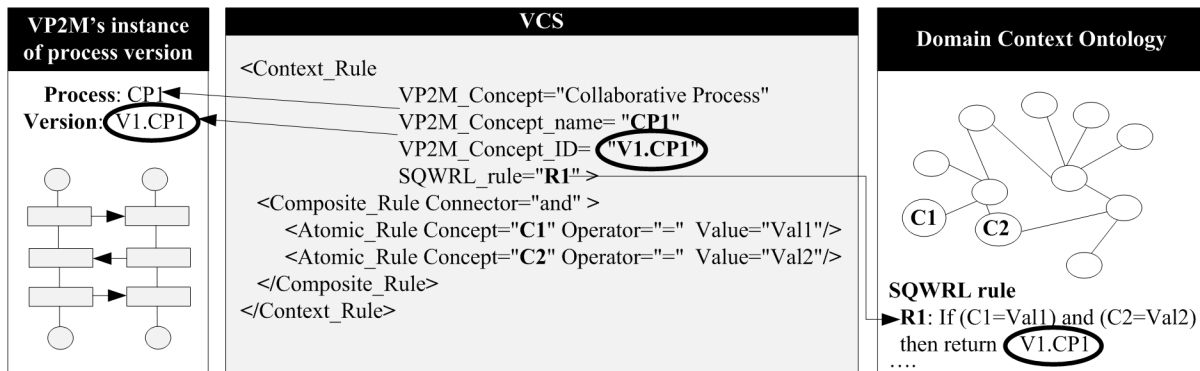 VP2M's instance
of process version
Process: CP1
Version: V1.CP1
VCS
<Context_Rule
VP2M_Concept="Collaborative Process"
VP2M_Concept_name= "CP1"
VP2M_Concept_ID= "V1.CP1"
SQWRL_rule="R1" >
<Composite_Rule Connector="and" >
<Atomic_Rule Concept="C1" Operator="=" Value="Val1"/>
<Atomic_Rule Concept="C2" Operator="=" Value="Val2"/>
</Composite_Rule>
</Context_Rule>
Domain Context Ontology
C1
C2
SQWRL rule
R1: If (C1=Val1) and (C2=Val2)
then return V1.CP1
….